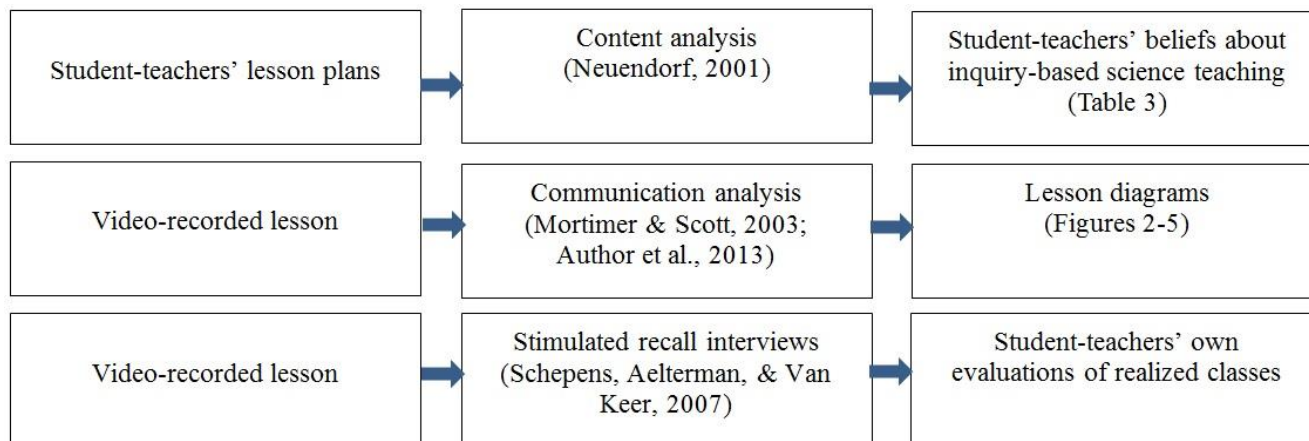 Student-teachers’ lesson plans
Content analysis
(Neuendorf, 2001)
Student-teachers’ beliefs about
inquiry-based science teaching
(Table 3)
Video-recorded lesson
Communication analysis
(Mortimer & Scott, 2003;
Author et al., 2013)
Lesson diagrams
(Figures 2-5)
Video-recorded lesson
Stimulated recall interviews
(Schepens, Aelterman, & Van
Keer, 2007)
Student-teachers’ own
evaluations of realized classes